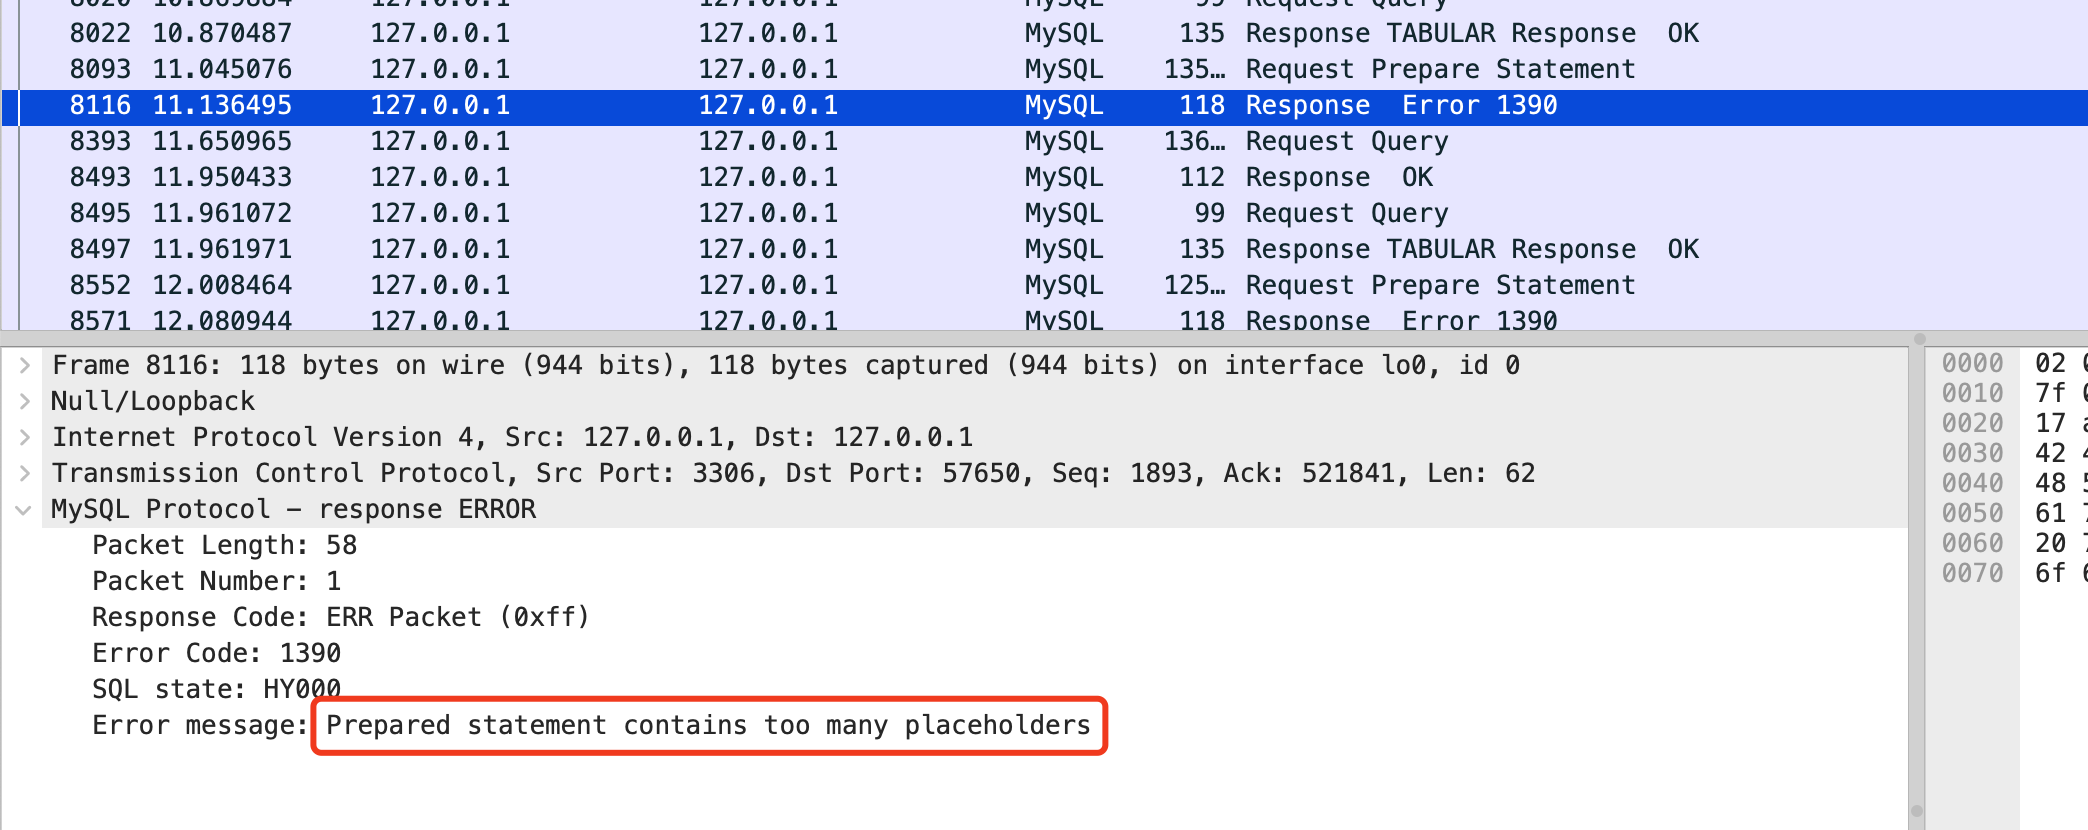 8020 10.869884 127.0.0.1 127.0.0.1 MySQL 99 Request Query
8022 10.870487 127.0.0.1 127.0.0.1 MySQL 135 Response TABULAR Response OK
8093 11.045076 127.0.0.1 127.0.0.1 MySQL 135… Request Prepare Statement
8116 11.136495 127.0.0.1 127.0.0.1 MySQL 118 Response Error 1390
8393 11.650965 127.0.0.1 127.0.0.1 MySQL 136… Request Query
8493 11.950433 127.0.0.1 127.0.0.1 MySQL 112 Response OK
8495 11.961072 127.0.0.1 127.0.0.1 MySQL 99 Request Query
8497 11.961971 127.0.0.1 127.0.0.1 MySQL 135 Response TABULAR Response OK
8552 12.008464 127.0.0.1 127.0.0.1 MySQL 125… Request Prepare Statement
8571 12.080944 127.0.0.1 127.0.0.1 MySQL 118 Response Error 1390
Frame 8116: 118 bytes on wire (944 bits), 118 bytes captured (944 bits) on interface lo0, id 0
Null/Loopback
Internet Protocol Version 4, Src: 127.0.0.1, Dst: 127.0.0.1
Transmission Control Protocol, Src Port: 3306, Dst Port: 57650, Seq: 1893, Ack: 521841, Len: 62
MySQL Protocol – response ERROR
Packet Length: 58
Packet Number: 1
Response Code: ERR Packet (0xff)
Error Code: 1390
SQL state: HY000
Error message: Prepared statement contains too many placeholders
0000 02
0010 7f
0020 17
0030 42
0040 48
0050 61
0060 20
0070 6f